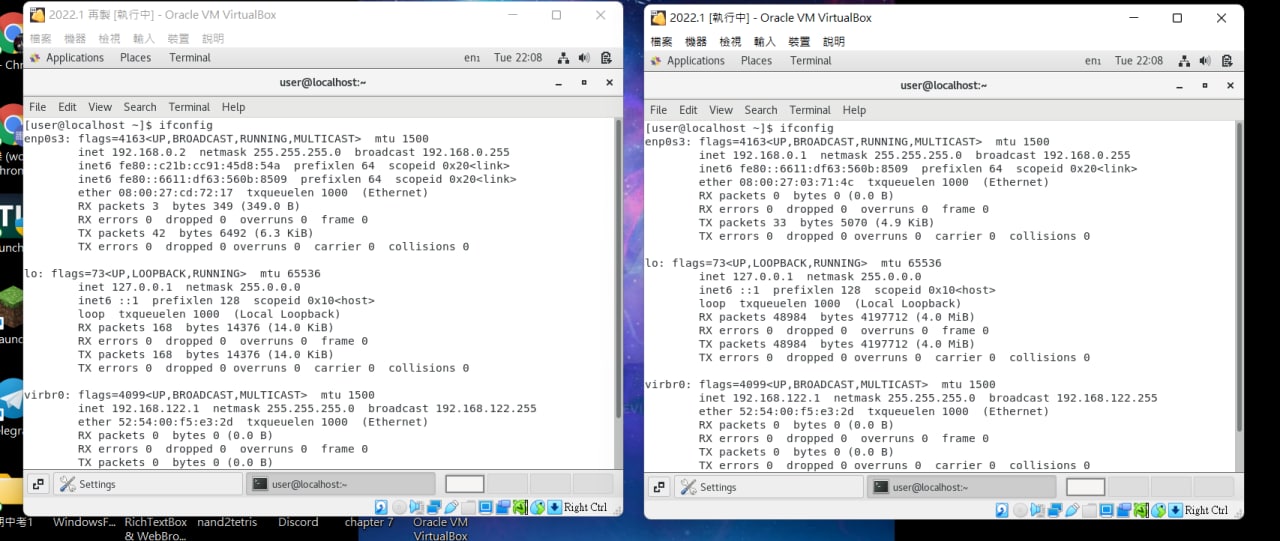 2022.1 再製 [執行中] - Oracle VM VirtualBox
檔案 機器 檢視 輸入 裝置 說明
Applications Places Terminal en1 Tue 22:08
user@localhost:~
File Edit View Search Terminal Help
[user@localhost ~]$ ifconfig
enp0s3: flags=4163<UP,BROADCAST,RUNNING,MULTICAST> mtu 1500
inet 192.168.0.2 netmask 255.255.255.0 broadcast 192.168.0.255
inet6 fe80::c21b:cc91:45d8:54a prefixlen 64 scopeid 0x20<link>
inet6 fe80::6611:df63:560b:8509 prefixlen 64 scopeid 0x20<link>
ether 08:00:27:cd:72:17 txqueuelen 1000 (Ethernet)
RX packets 3 bytes 349 (349.0 B)
RX errors 0 dropped 0 overruns 0 frame 0
TX packets 42 bytes 6492 (6.3 KiB)
TX errors 0 dropped 0 overruns 0 carrier 0 collisions 0
lo: flags=73<UP,LOOPBACK,RUNNING> mtu 65536
inet 127.0.0.1 netmask 255.0.0.0
inet6 ::1 prefixlen 128 scopeid 0x10<host>
loop txqueuelen 1000 (Local Loopback)
RX packets 168 bytes 14376 (14.0 KiB)
RX errors 0 dropped 0 overruns 0 frame 0
TX packets 168 bytes 14376 (14.0 KiB)
TX errors 0 dropped 0 overruns 0 carrier 0 collisions 0
virbr0: flags=4099<UP,BROADCAST,MULTICAST> mtu 1500
inet 192.168.122.1 netmask 255.255.255.0 broadcast 192.168.122.255
ether 52:54:00:f5:e3:2d txqueuelen 1000 (Ethernet)
RX packets 0 bytes 0 (0.0 B)
RX errors 0 dropped 0 overruns 0 frame 0
TX packets 0 bytes 0 (0.0 B)
Settings user@localhost:~
Right Ctrl
2022.1 [執行中] - Oracle VM VirtualBox
檔案 機器 檢視 輸入 裝置 說明
Applications Places Terminal en1 Tue 22:08
user@localhost:~
File Edit View Search Terminal Help
[user@localhost ~]$ ifconfig
enp0s3: flags=4163<UP,BROADCAST,RUNNING,MULTICAST> mtu 1500
inet 192.168.0.1 netmask 255.255.255.0 broadcast 192.168.0.255
inet6 fe80::6611:df63:560b:8509 prefixlen 64 scopeid 0x20<link>
ether 08:00:27:03:71:4c txqueuelen 1000 (Ethernet)
RX packets 0 bytes 0 (0.0 B)
RX errors 0 dropped 0 overruns 0 frame 0
TX packets 33 bytes 5070 (4.9 KiB)
TX errors 0 dropped 0 overruns 0 carrier 0 collisions 0
lo: flags=73<UP,LOOPBACK,RUNNING> mtu 65536
inet 127.0.0.1 netmask 255.0.0.0
inet6 ::1 prefixlen 128 scopeid 0x10<host>
loop txqueuelen 1000 (Local Loopback)
RX packets 48984 bytes 4197712 (4.0 MiB)
RX errors 0 dropped 0 overruns 0 frame 0
TX packets 48984 bytes 4197712 (4.0 MiB)
TX errors 0 dropped 0 overruns 0 carrier 0 collisions 0
virbr0: flags=4099<UP,BROADCAST,MULTICAST> mtu 1500
inet 192.168.122.1 netmask 255.255.255.0 broadcast 192.168.122.255
ether 52:54:00:f5:e3:2d txqueuelen 1000 (Ethernet)
RX packets 0 bytes 0 (0.0 B)
RX errors 0 dropped 0 overruns 0 frame 0
TX packets 0 bytes 0 (0.0 B)
TX errors 0 dropped 0 overruns 0 carrier 0 collisions 0
Settings user@localhost:~
Right Ctrl
WindowsF... RichTextBox nand2tetris Discord chapter 7 Oracle VM
& WebBro... VirtualBox